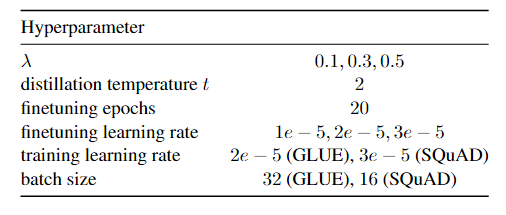 Hyperparameter
λ 0.1, 0.3, 0.5
distillation temperature t 2
finetuning epochs 20
finetuning learning rate 1e − 5, 2e − 5, 3e − 5
training learning rate 2e − 5 (GLUE), 3e − 5 (SQuAD)
batch size 32 (GLUE), 16 (SQuAD)